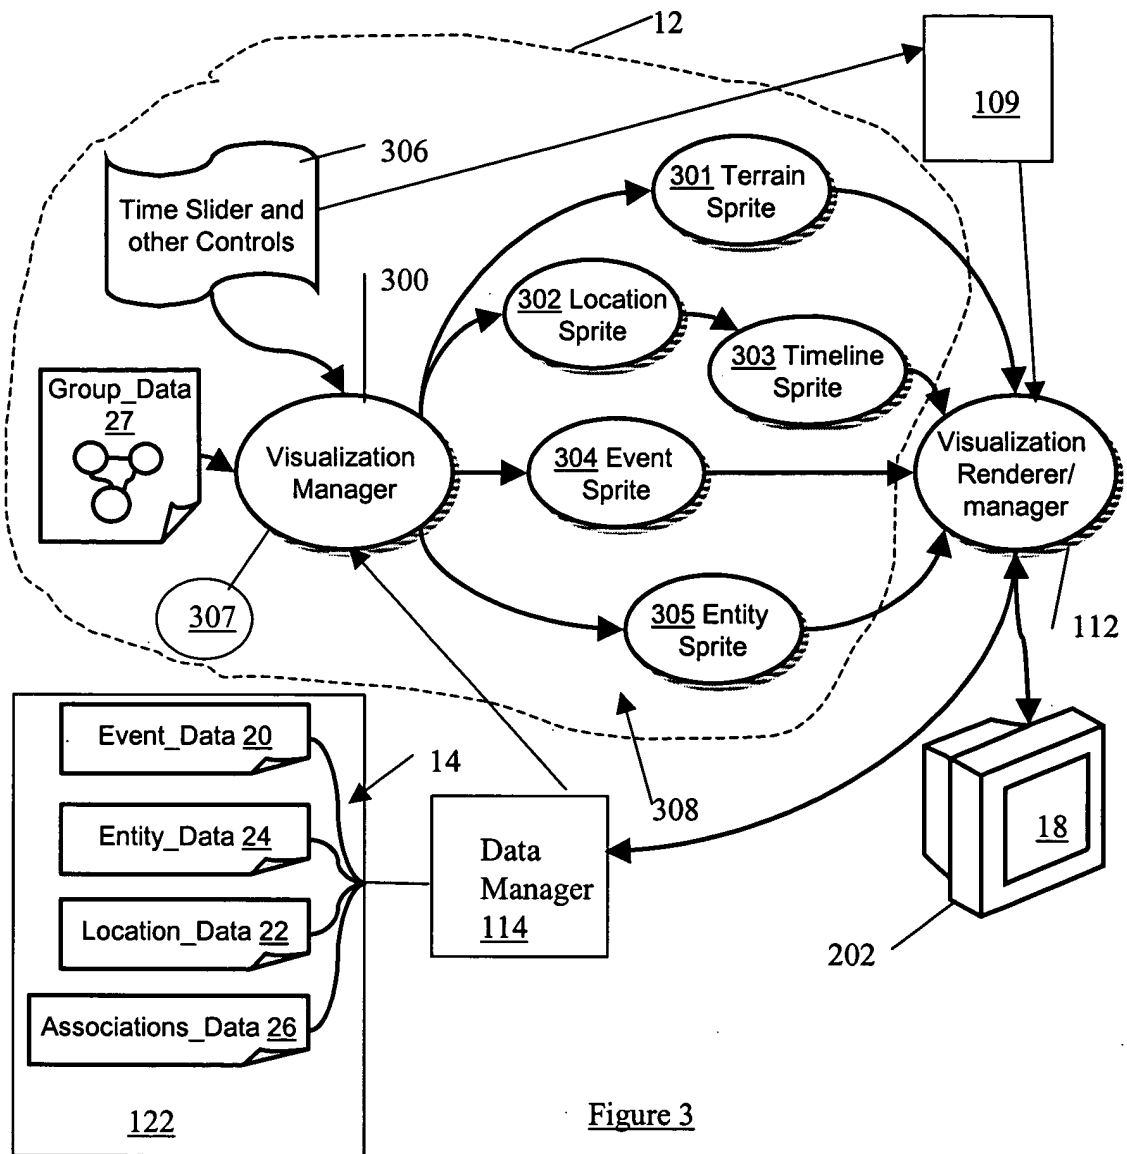 12
109
306
Time Slider and
other Controls
301 Terrain
Sprite
300
302 Location
Sprite
303 Timeline
Sprite
Group_Data
27
Visualization
Manager
304 Event
Sprite
Visualization
Renderer/
manager
307
305 Entity
Sprite
112
Event_Data 20
14
308
Entity_Data 24
18
Data
Manager
114
Location_Data 22
202
Associations_Data 26
122
Figure 3